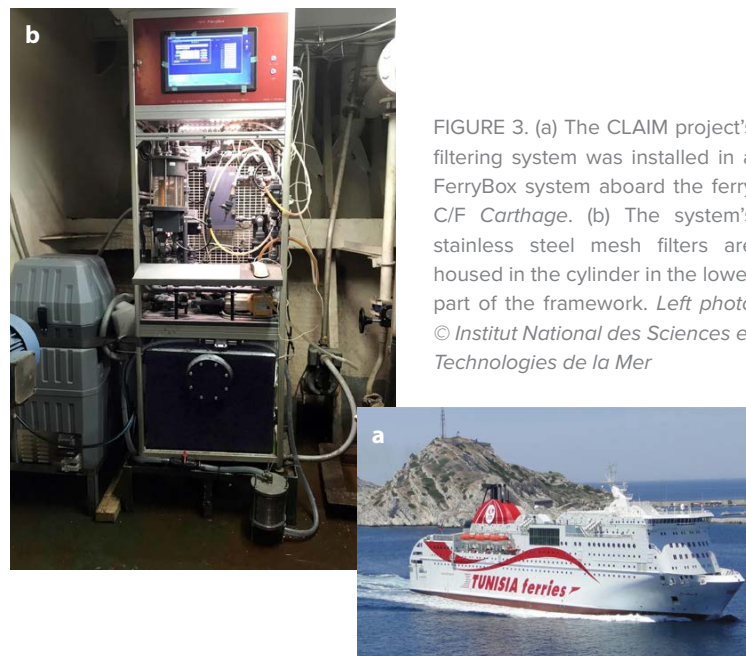 b
FerryBox
FIGURE 3. (a) The CLAIM project's
filtering system was installed in a
FerryBox system aboard the ferry
C/F Carthage. (b) The system's
stainless steel mesh filters are
housed in the cylinder in the lower
part of the framework. Left photo
© Institut National des Sciences e
Technologies de la Mer
a
TUNISIA ferries